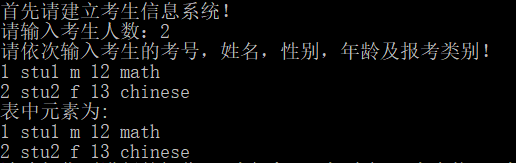 首先请建立考生信息系统!
请输入考生人数: 2
请依次输入考生的考号，姓名，性别，年龄及报考类别!
1 stu1 m 12 math
2 stu2 f 13 chinese
表中元素为:
1 stu1 m 12 math
2 stu2 f 13 chinese